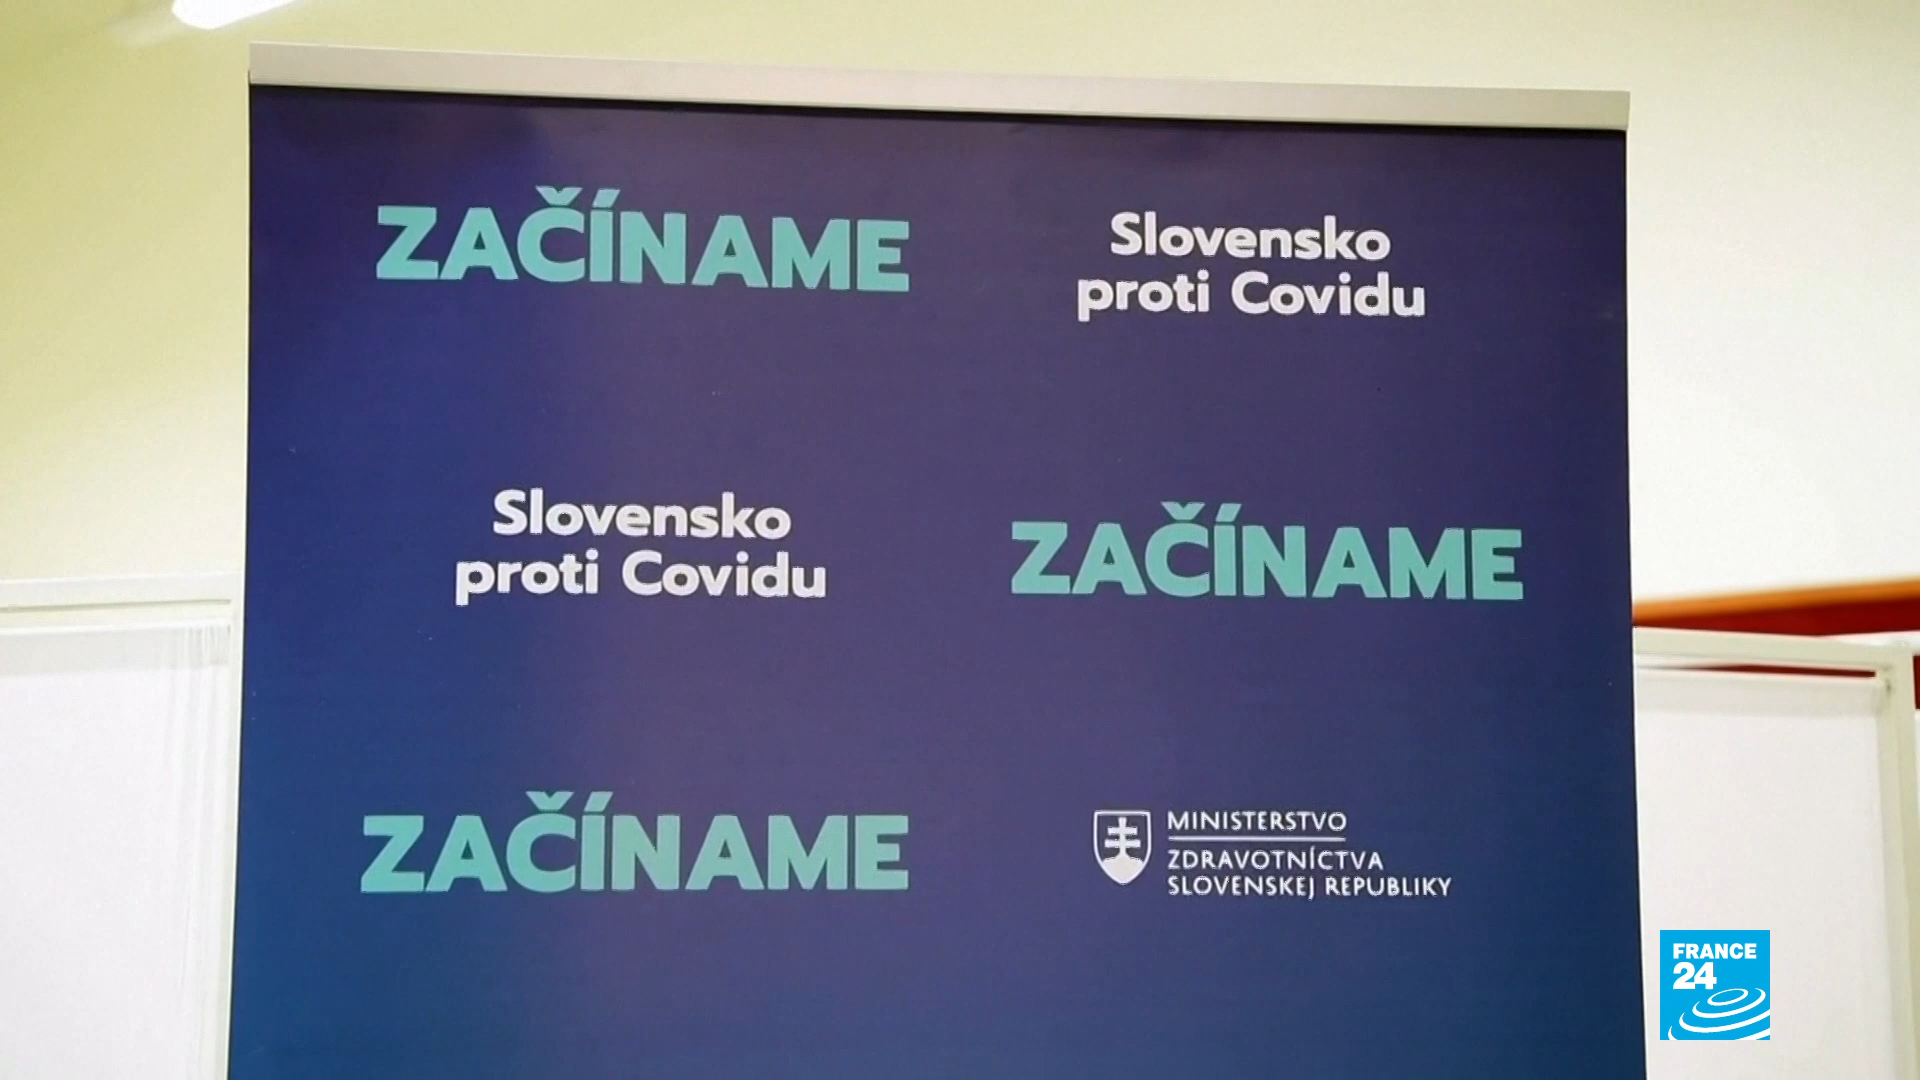 ZAČÍNAME
Slovensko
proti Covidu
Slovensko
proti Covidu
ZAČÍNAME
ZAČÍNAME
MINISTERSTVO
ZDRAVOTNÍCTVA
SLOVENSKEJ REPUBLIKY
FRANCE
24